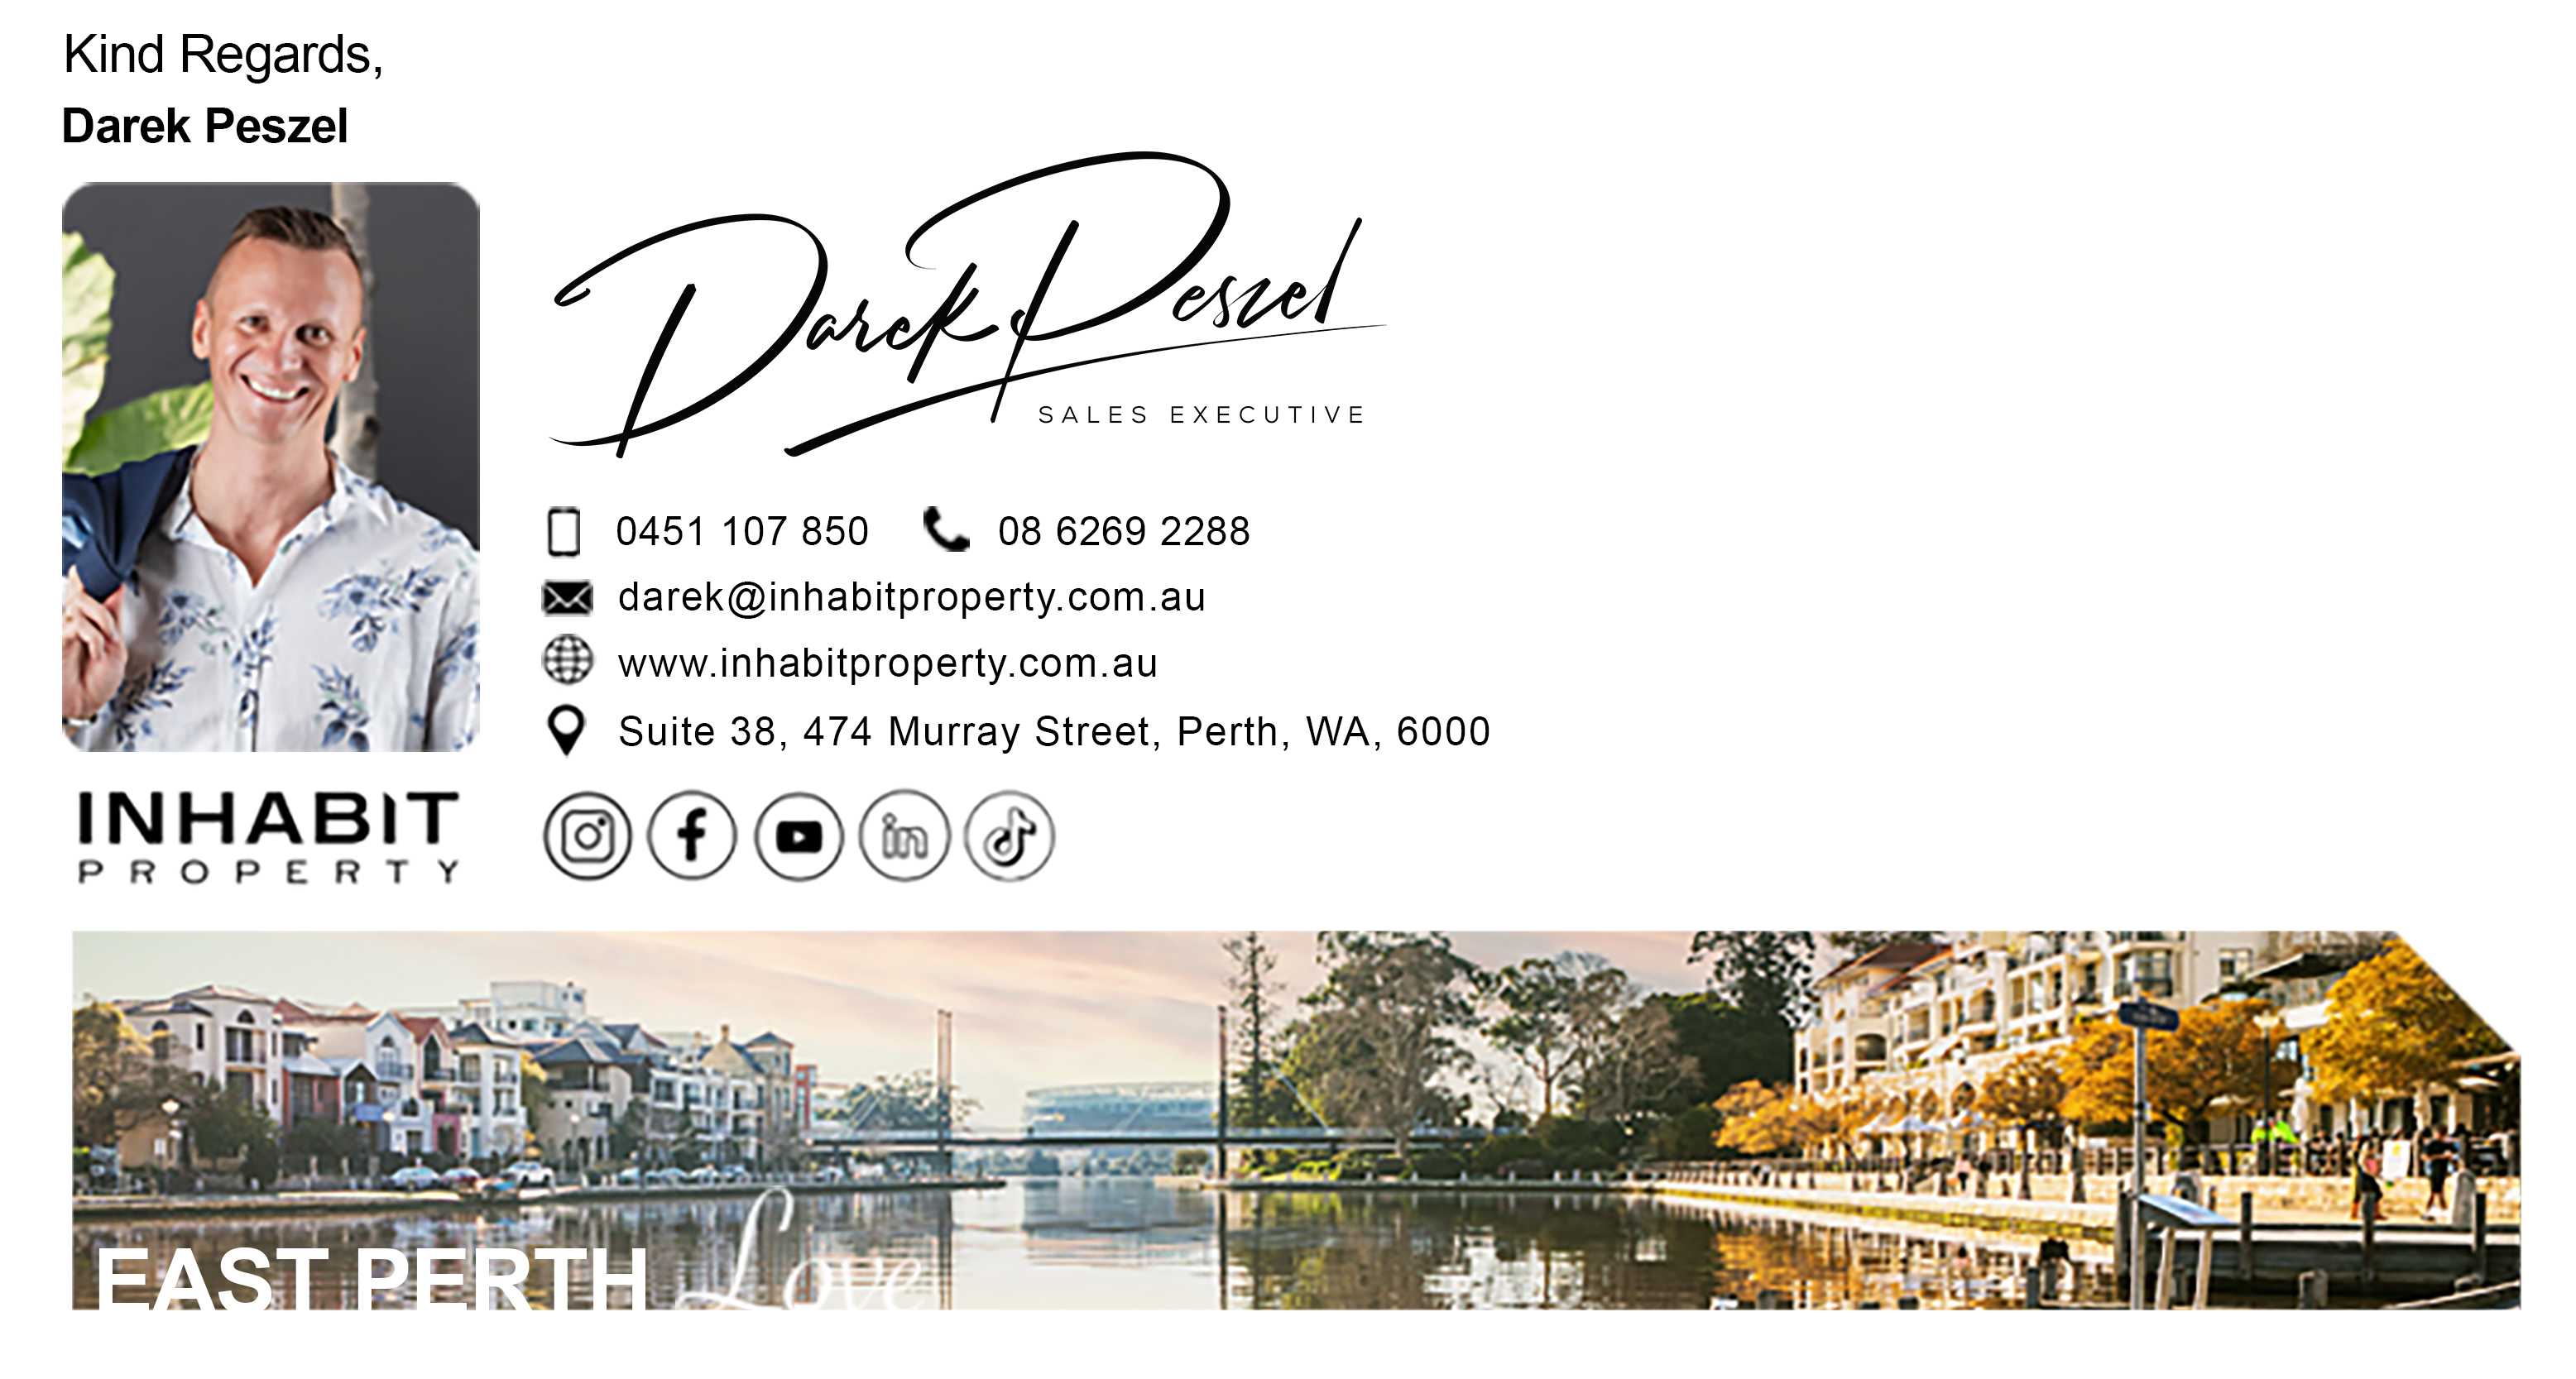 Kind Regards,
Darek Peszel
Darek Peszel
SALES EXECUTIVE
0451 107 850 08 6269 2288
darek@inhabitproperty.com.au
www.inhabitproperty.com.au
Suite 38, 474 Murray Street, Perth, WA, 6000
INHABIT
PROPERTY
f in
EAST PERTH Love